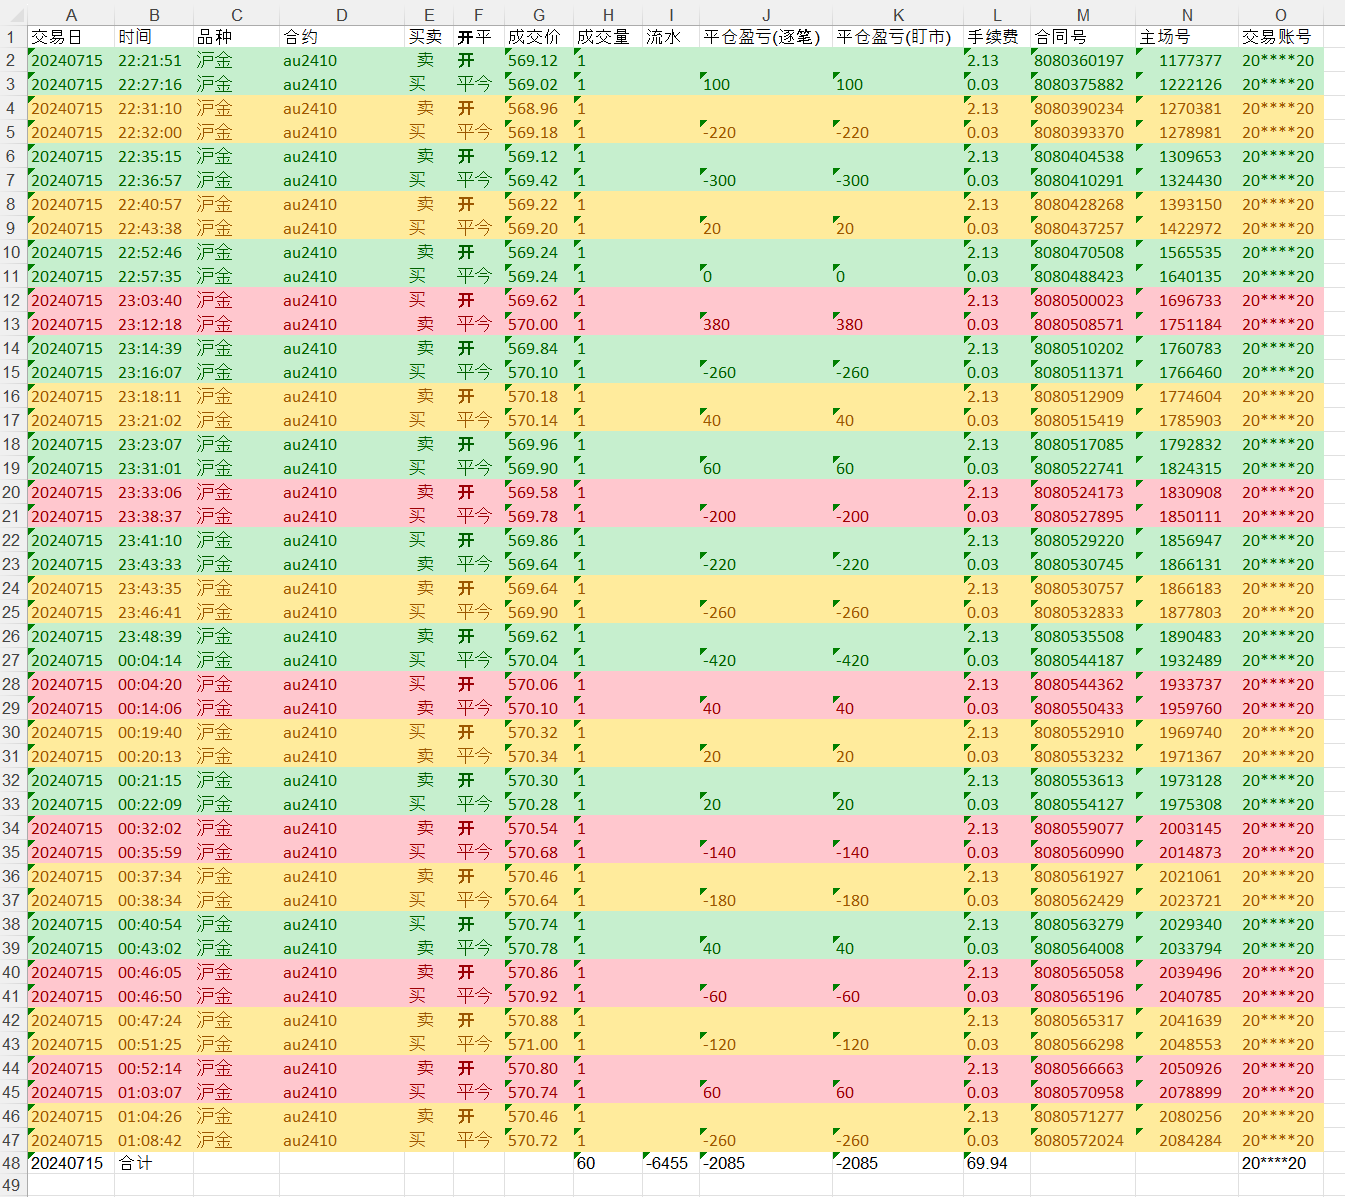 A B C D E F G H I J K L M N O
1 交易日 时间 品种 合约 买卖 开平 成交价 成交量 流水 平仓盈亏(逐笔) 平仓盈亏(盯市) 手续费 合同号 主场号 交易账号
2 20240715 22:21:51 沪金 au2410 卖 开 569.12 1 2.13 8080360197 1177377 20****20
3 20240715 22:27:16 沪金 au2410 买 平今 569.02 1 100 100 0.03 8080375882 1222126 20****20
4 20240715 22:31:10 沪金 au2410 卖 开 568.96 1 2.13 8080390234 1270381 20****20
5 20240715 22:32:00 沪金 au2410 买 平今 569.18 1 -220 -220 0.03 8080393370 1278981 20****20
6 20240715 22:35:15 沪金 au2410 卖 开 569.12 1 2.13 8080404538 1309653 20****20
7 20240715 22:36:57 沪金 au2410 买 平今 569.42 1 -300 -300 0.03 8080410291 1324430 20****20
8 20240715 22:40:57 沪金 au2410 卖 开 569.22 1 2.13 8080428268 1393150 20****20
9 20240715 22:43:38 沪金 au2410 买 平今 569.20 1 20 20 0.03 8080437257 1422972 20****20
10 20240715 22:52:46 沪金 au2410 卖 开 569.24 1 2.13 8080470508 1565535 20****20
11 20240715 22:57:35 沪金 au2410 买 平今 569.24 1 0 0 0.03 8080488423 1640135 20****20
12 20240715 23:03:40 沪金 au2410 买 开 569.62 1 2.13 8080500023 1696733 20****20
13 20240715 23:12:18 沪金 au2410 卖 平今 570.00 1 380 380 0.03 8080508571 1751184 20****20
14 20240715 23:14:39 沪金 au2410 卖 开 569.84 1 2.13 8080510202 1760783 20****20
15 20240715 23:16:07 沪金 au2410 买 平今 570.10 1 -260 -260 0.03 8080511371 1766460 20****20
16 20240715 23:18:11 沪金 au2410 卖 开 570.18 1 2.13 8080512909 1774604 20****20
17 20240715 23:21:02 沪金 au2410 买 平今 570.14 1 40 40 0.03 8080515419 1785903 20****20
18 20240715 23:23:07 沪金 au2410 卖 开 569.96 1 2.13 8080517085 1792832 20****20
19 20240715 23:31:01 沪金 au2410 买 平今 569.90 1 60 60 0.03 8080522741 1824315 20****20
20 20240715 23:33:06 沪金 au2410 卖 开 569.58 1 2.13 8080524173 1830908 20****20
21 20240715 23:38:37 沪金 au2410 买 平今 569.78 1 -200 -200 0.03 8080527895 1850111 20****20
22 20240715 23:41:10 沪金 au2410 买 开 569.86 1 2.13 8080529220 1856947 20****20
23 20240715 23:43:33 沪金 au2410 卖 平今 569.64 1 -220 -220 0.03 8080530745 1866131 20****20
24 20240715 23:43:35 沪金 au2410 卖 开 569.64 1 2.13 8080530757 1866183 20****20
25 20240715 23:46:41 沪金 au2410 买 平今 569.90 1 -260 -260 0.03 8080532833 1877803 20****20
26 20240715 23:48:39 沪金 au2410 卖 开 569.62 1 2.13 8080535508 1890483 20****20
27 20240715 00:04:14 沪金 au2410 买 平今 570.04 1 -420 -420 0.03 8080544187 1932489 20****20
28 20240715 00:04:20 沪金 au2410 买 开 570.06 1 2.13 8080544362 1933737 20****20
29 20240715 00:14:06 沪金 au2410 卖 平今 570.10 1 40 40 0.03 8080550433 1959760 20****20
30 20240715 00:19:40 沪金 au2410 买 开 570.32 1 2.13 8080552910 1969740 20****20
31 20240715 00:20:13 沪金 au2410 卖 平今 570.34 1 20 20 0.03 8080553232 1971367 20****20
32 20240715 00:21:15 沪金 au2410 卖 开 570.30 1 2.13 8080553613 1973128 20****20
33 20240715 00:22:09 沪金 au2410 买 平今 570.28 1 20 20 0.03 8080554127 1975308 20****20
34 20240715 00:32:02 沪金 au2410 卖 开 570.54 1 2.13 8080559077 2003145 20****20
35 20240715 00:35:59 沪金 au2410 买 平今 570.68 1 -140 -140 0.03 8080560990 2014873 20****20
36 20240715 00:37:34 沪金 au2410 卖 开 570.46 1 2.13 8080561927 2021061 20****20
37 20240715 00:38:34 沪金 au2410 买 平今 570.64 1 -180 -180 0.03 8080562429 2023721 20****20
38 20240715 00:40:54 沪金 au2410 买 开 570.74 1 2.13 8080563279 2029340 20****20
39 20240715 00:43:02 沪金 au2410 卖 平今 570.78 1 40 40 0.03 8080564008 2033794 20****20
40 20240715 00:46:05 沪金 au2410 卖 开 570.86 1 2.13 8080565058 2039496 20****20
41 20240715 00:46:50 沪金 au2410 买 平今 570.92 1 -60 -60 0.03 8080565196 2040785 20****20
42 20240715 00:47:24 沪金 au2410 卖 开 570.88 1 2.13 8080565317 2041639 20****20
43 20240715 00:51:25 沪金 au2410 买 平今 571.00 1 -120 -120 0.03 8080566298 2048553 20****20
44 20240715 00:52:14 沪金 au2410 卖 开 570.80 1 2.13 8080566663 2050926 20****20
45 20240715 01:03:07 沪金 au2410 买 平今 570.74 1 60 60 0.03 8080570958 2078899 20****20
46 20240715 01:04:26 沪金 au2410 卖 开 570.46 1 2.13 8080571277 2080256 20****20
47 20240715 01:08:42 沪金 au2410 买 平今 570.72 1 -260 -260 0.03 8080572024 2084284 20****20
48 20240715 合计 60 -6455 -2085 -2085 69.94 20****20
49